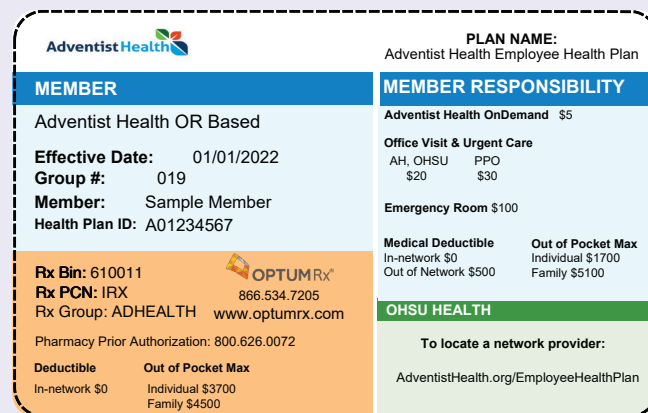 Adventist Health
PLAN NAME:
Adventist Health Employee Health Plan
MEMBER
Adventist Health OR Based
Effective Date: 01/01/2022
Group #: 019
Member: Sample Member
Health Plan ID: A01234567
Rx Bin: 610011
Rx PCN: IRX
Rx Group: ADHEALTH
OPTUMRx®
866.534.7205
www.optumrx.com
Pharmacy Prior Authorization: 800.626.0072
Deductible Out of Pocket Max
In-network $0 Individual $3700
Family $4500
MEMBER RESPONSIBILITY
Adventist Health OnDemand $5
Office Visit & Urgent Care
AH, OHSU PPO
$20 $30
Emergency Room $100
Medical Deductible Out of Pocket Max
In-network $0 Individual $1700
Out of Network $500 Family $5100
OHSU HEALTH
To locate a network provider:
AdventistHealth.org/EmployeeHealthPlan